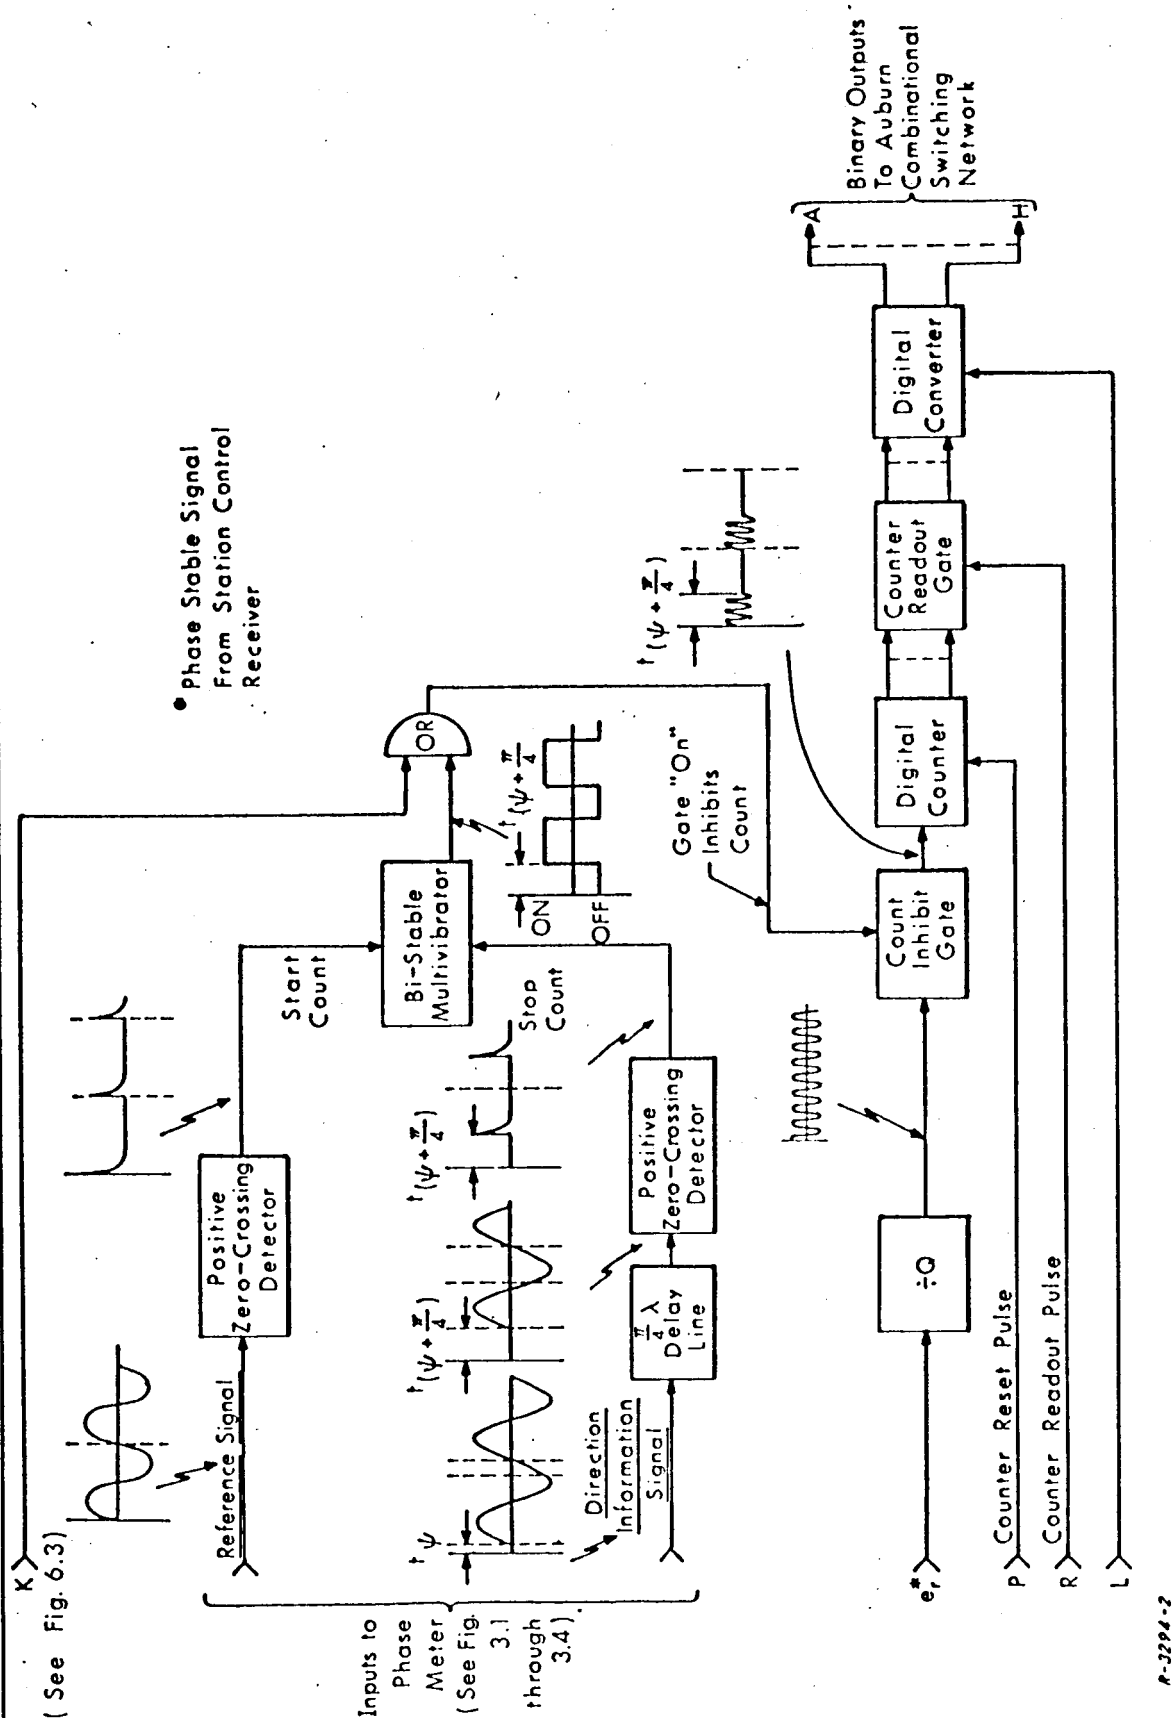 K
( See Fig. 6.3)
• Phase Stable Signal
From Station Control
Receiver
Reference Signal
Positive
Zero-Crossing
Detector
Start
Count
Bi-Stable
Multivibrator
OR
Inputs to
Phase
Meter
( See Fig.
3.1
through
3.4)
t ψ
t (ψ + π/4)
t (ψ + π/4)
Stop
Count
ON
OFF
t (ψ + π/4
Direction
Information
Signal
π/4 λ
Delay
Line
Positive
Zero-Crossing
Detector
Gate "On"
Inhibits
Count
t (ψ + π/4)
e_r*
÷Q
Count
Inhibit
Gate
Digital
Counter
Counter
Readout
Gate
Digital
Converter
A
H
Binary Outputs
To Auburn
Combinational
Switching
Network
P
Counter Reset Pulse
R
Counter Readout Pulse
L
R-3294-2